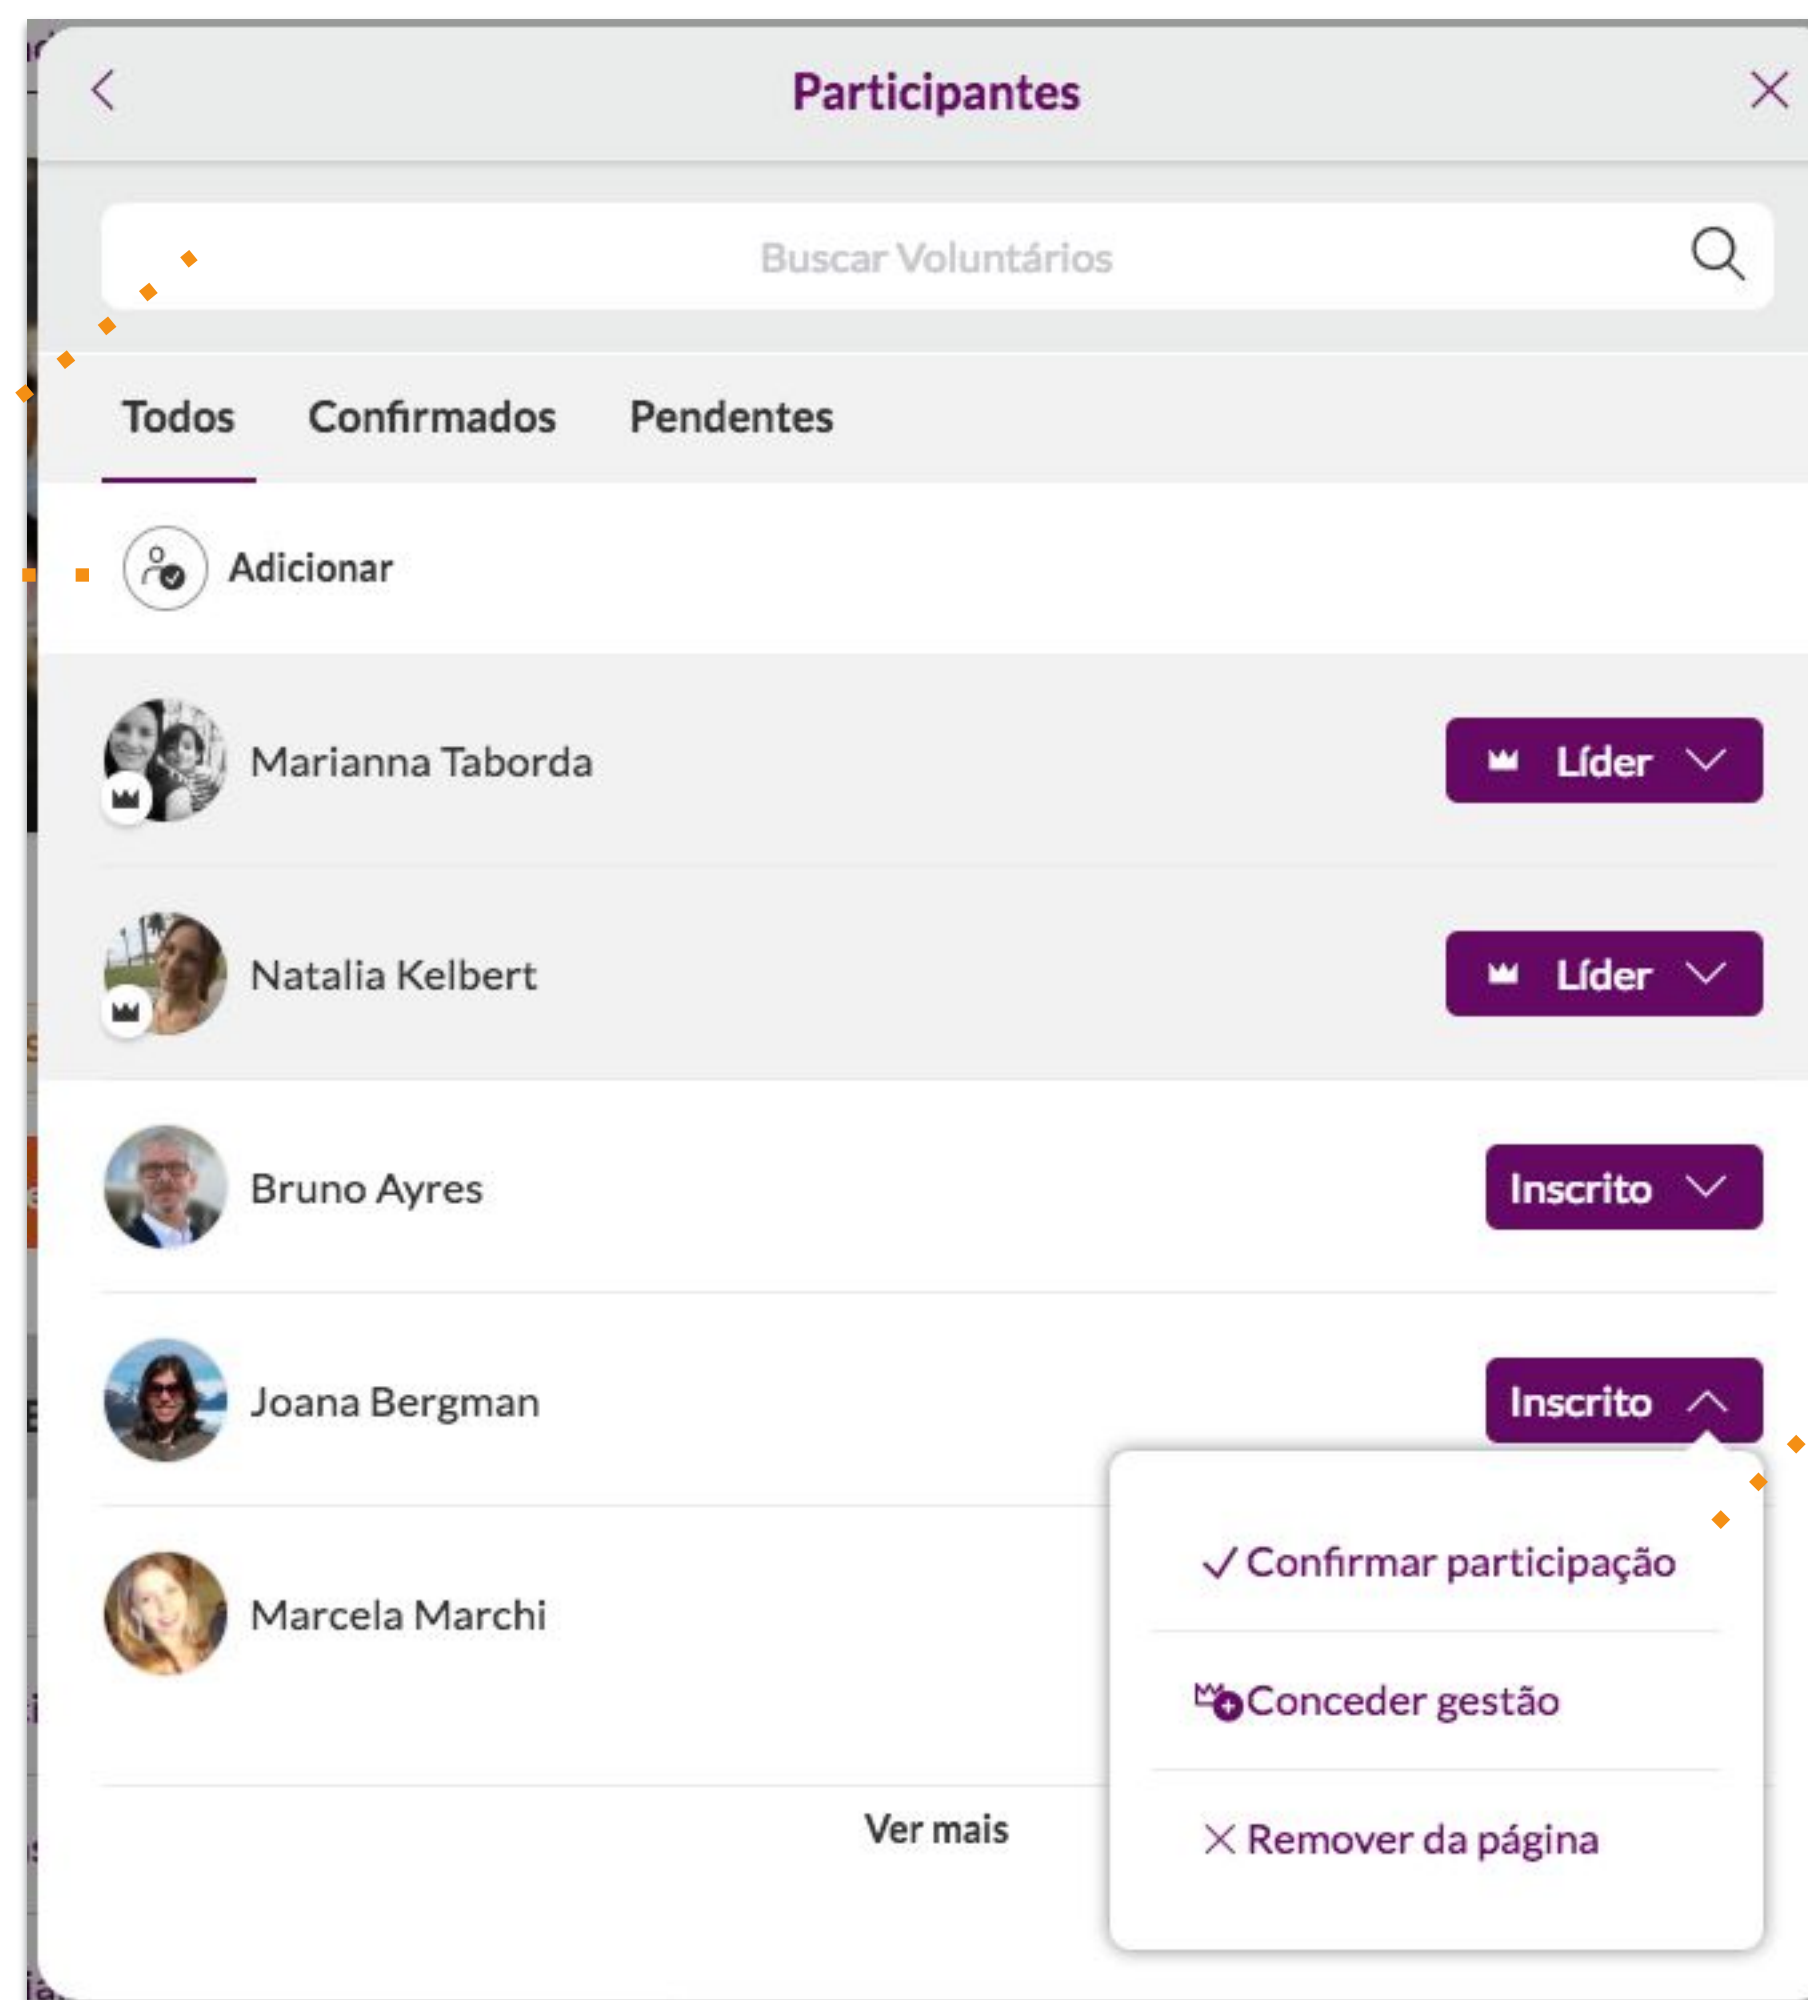 Participantes
Buscar Voluntários
Todos Confirmados Pendentes
Adicionar
Marianna Taborda Líder
Natalia Kelbert Líder
Bruno Ayres Inscrito
Joana Bergman Inscrito
Confirmar participação
Marcela Marchi
Conceder gestão
Ver mais
Remover da página